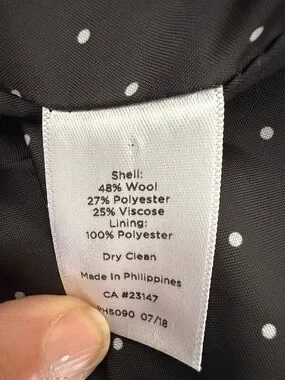 Shell:
48% Wool
27% Polyester
25% Viscose
Lining:
100% Polyester
Dry Clean
Made In Philippines
CA #23147
07/18